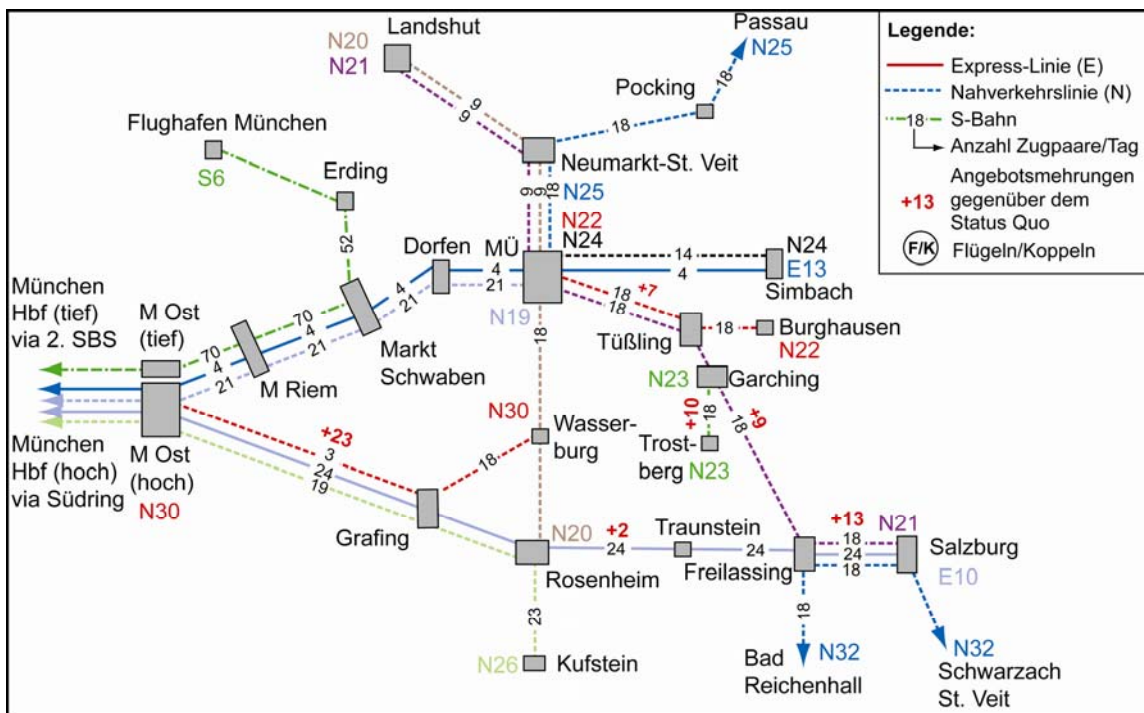 Landshut
N20
N21
9
9
Passau
N25
18
Pocking
18
Legende:
Express-Linie (E)
Nahverkehrslinie (N)
S-Bahn
18
Anzahl Zugpaare/Tag
Angebotsmehrungen
+13 gegenüber dem
Status Quo
F/K Flügeln/Koppeln
Flughafen München
S6
Erding
52
Neumarkt-St. Veit
9
9
18
N25
N22
N24
Dorfen
MÜ
4
21
4
21
14
4
N24
E13
Simbach
N19
18
+7
18
18
Tüßling
18
Burghausen
N22
München
Hbf (tief)
via 2. SBS
M Ost
(tief)
70
4
21
70
4
21
M Riem
Markt
Schwaben
N23
Garching
+10
18
Trost-
berg
N23
18
+9
München
Hbf (hoch)
via Südring
M Ost
(hoch)
N30
+23
3
24
19
N30
Wasser-
burg
18
Grafing
N20
Rosenheim
+2
24
Traunstein
24
Freilassing
+13
18
24
18
N21
Salzburg
E10
23
N26
Kufstein
18
Bad
Reichenhall
N32
N32
Schwarzach
St. Veit